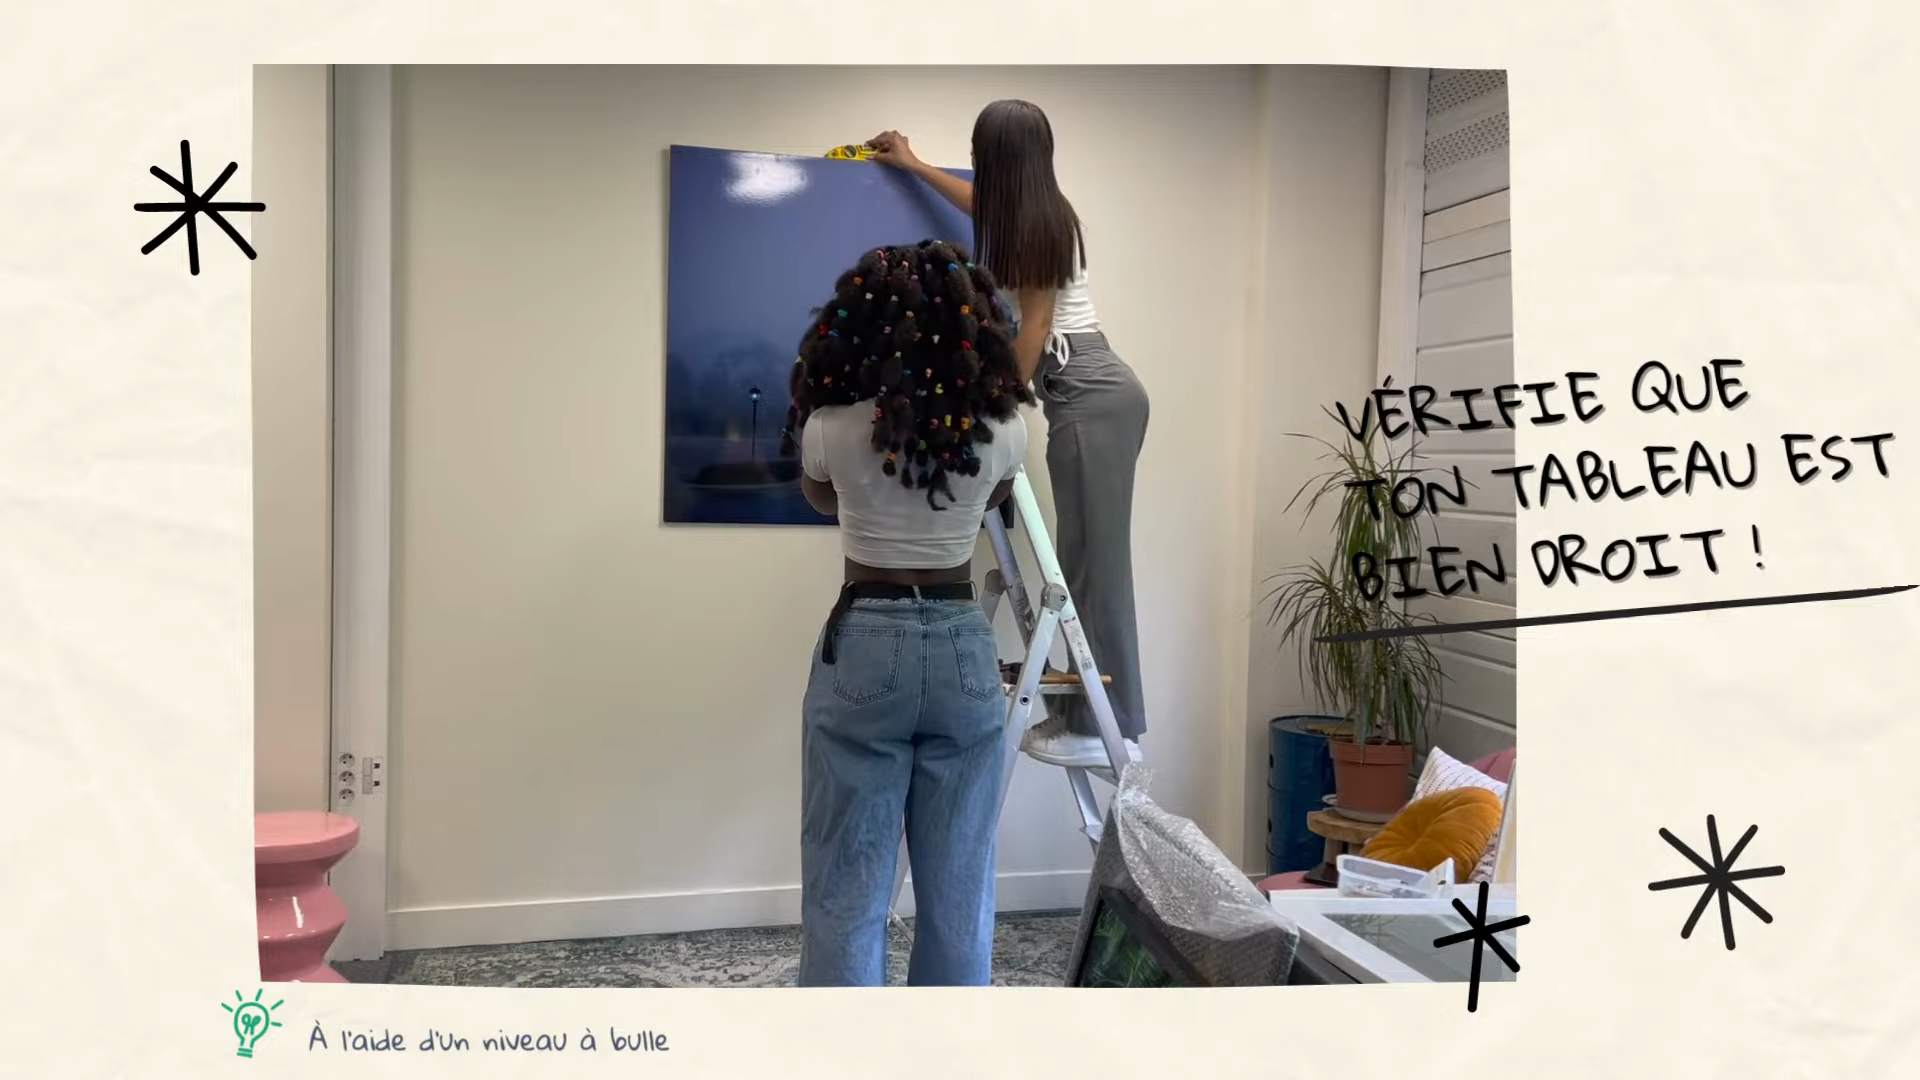 VÉRIFIE QUE
TON TABLEAU EST
BIEN DROIT !
À l'aide d'un niveau à bulle